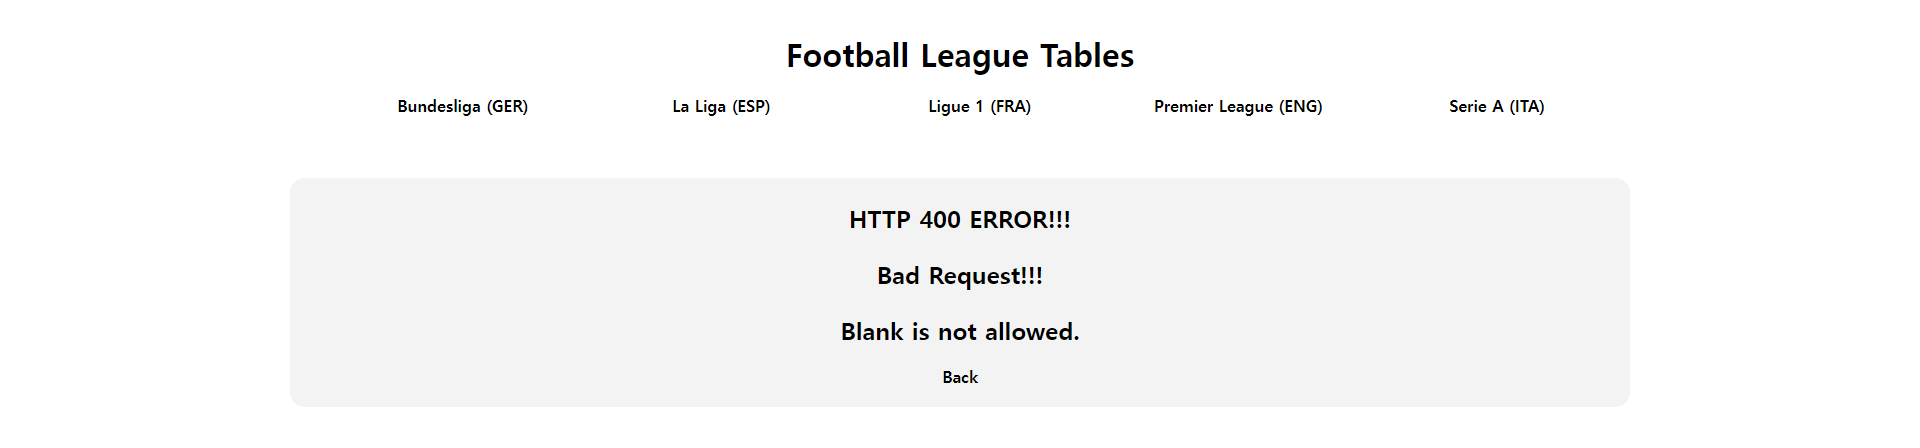 Football League Tables
Bundesliga (GER) La Liga (ESP) Ligue 1 (FRA) Premier League (ENG) Serie A (ITA)
HTTP 400 ERROR!!!
Bad Request!!!
Blank is not allowed.
Back